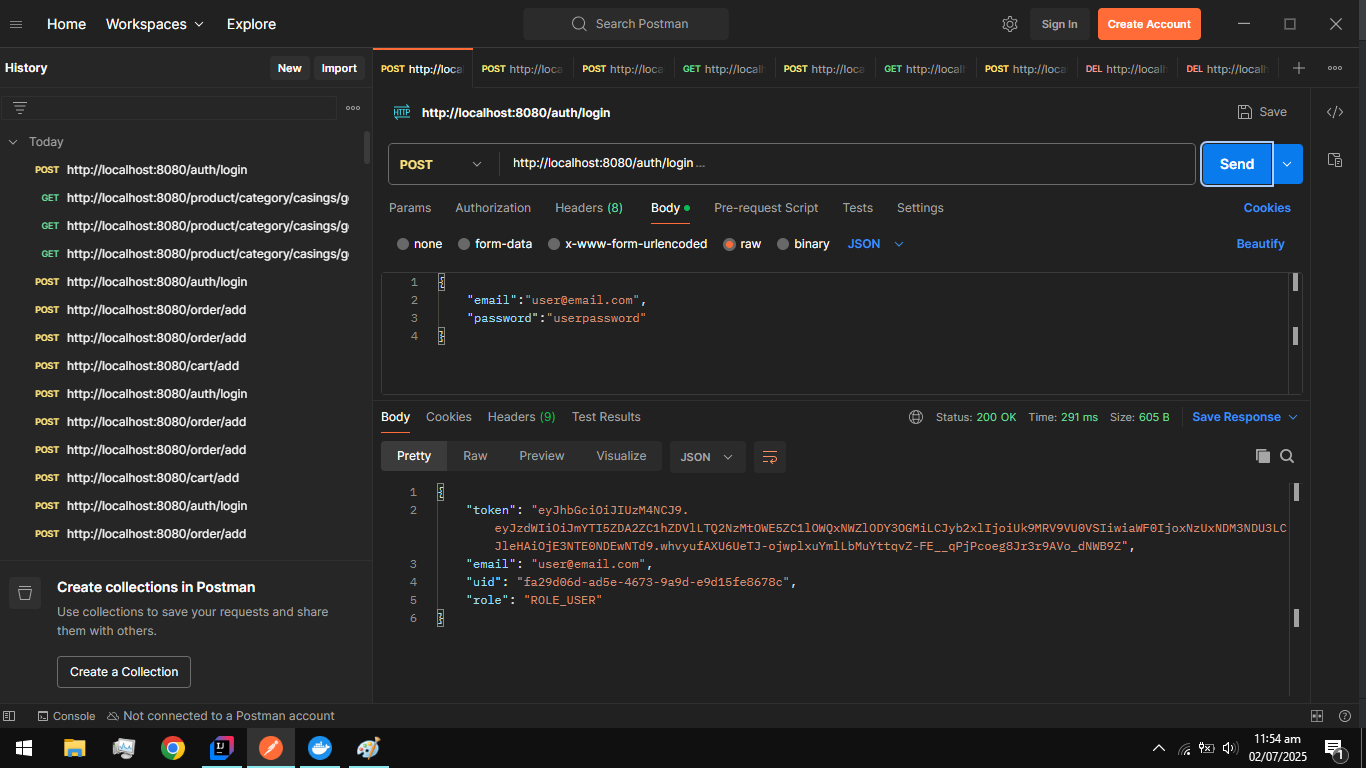 Home Workspaces Explore Search Postman Sign In Create Account
History New Import
POST http://loca POST http://loca POST http://loca GET http://local POST http://loca GET http://local POST http://loca DEL http://localh DEL http://localh
HTTP http://localhost:8080/auth/login Save
Today
POST http://localhost:8080/auth/login
GET http://localhost:8080/product/category/casings/g
GET http://localhost:8080/product/category/casings/g
GET http://localhost:8080/product/category/casings/g
POST http://localhost:8080/auth/login
POST http://localhost:8080/order/add
POST http://localhost:8080/order/add
POST http://localhost:8080/cart/add
POST http://localhost:8080/auth/login
POST http://localhost:8080/order/add
POST http://localhost:8080/order/add
POST http://localhost:8080/cart/add
POST http://localhost:8080/auth/login
POST http://localhost:8080/order/add
Create collections in Postman
Use collections to save your requests and share
them with others.
Create a Collection
POST http://localhost:8080/auth/login ... Send
Params Authorization Headers (8) Body Pre-request Script Tests Settings Cookies
none form-data x-www-form-urlencoded raw binary JSON Beautify
1 {
2 "email":"user@email.com",
3 "password":"userpassword"
4 }
Body Cookies Headers (9) Test Results Status: 200 OK Time: 291 ms Size: 605 B Save Response
Pretty Raw Preview Visualize JSON
1 {
2 "token": "eyJhbGciOiJIUzM4NCJ9.
eyJzdWIiOiJmYTI5ZDA2ZC1hZDVlLTQ2NzMtOWE5ZC1lOWQxNWZlODY3OGMiLCJyb2xlIjoiUk9MRV9VU0VSIiwiaWF0IjoxNzUxNDM3NDU3LC
JleHAiOjE3NTE0NDEwNTd9.whvyufAXU6UeTJ-ojwplxuYmlLbMuYttqvZ-FE__qPjPcoeg8Jr3r9AVo_dNWB9Z",
3 "email": "user@email.com",
4 "uid": "fa29d06d-ad5e-4673-9a9d-e9d15fe8678c",
5 "role": "ROLE_USER"
6 }
Console Not connected to a Postman account
11:54 am
02/07/2025
1